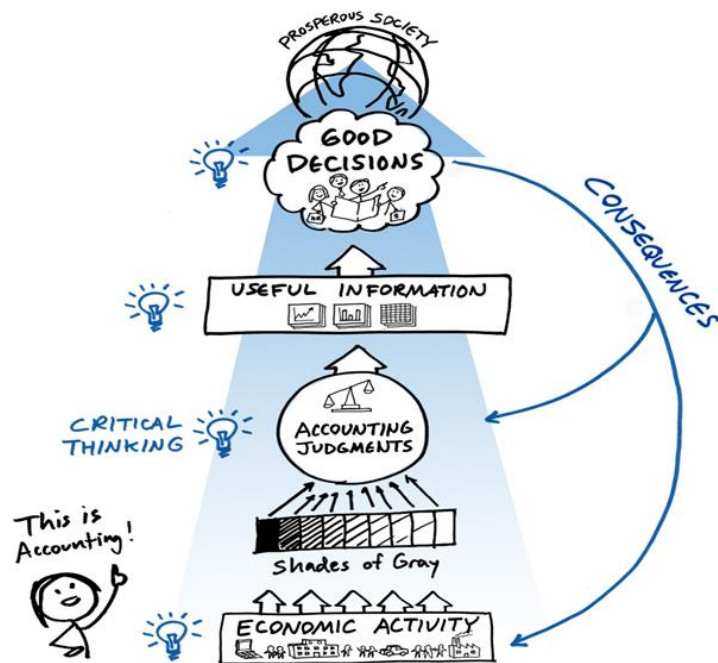 PROSPEROUS SOCIETY
GOOD
DECISIONS
CONSEQUENCES
USEFUL INFORMATION
CRITICAL
THINKING
ACCOUNTING
JUDGMENTS
Shades of Gray
This is
Accounting!
ECONOMIC ACTIVITY